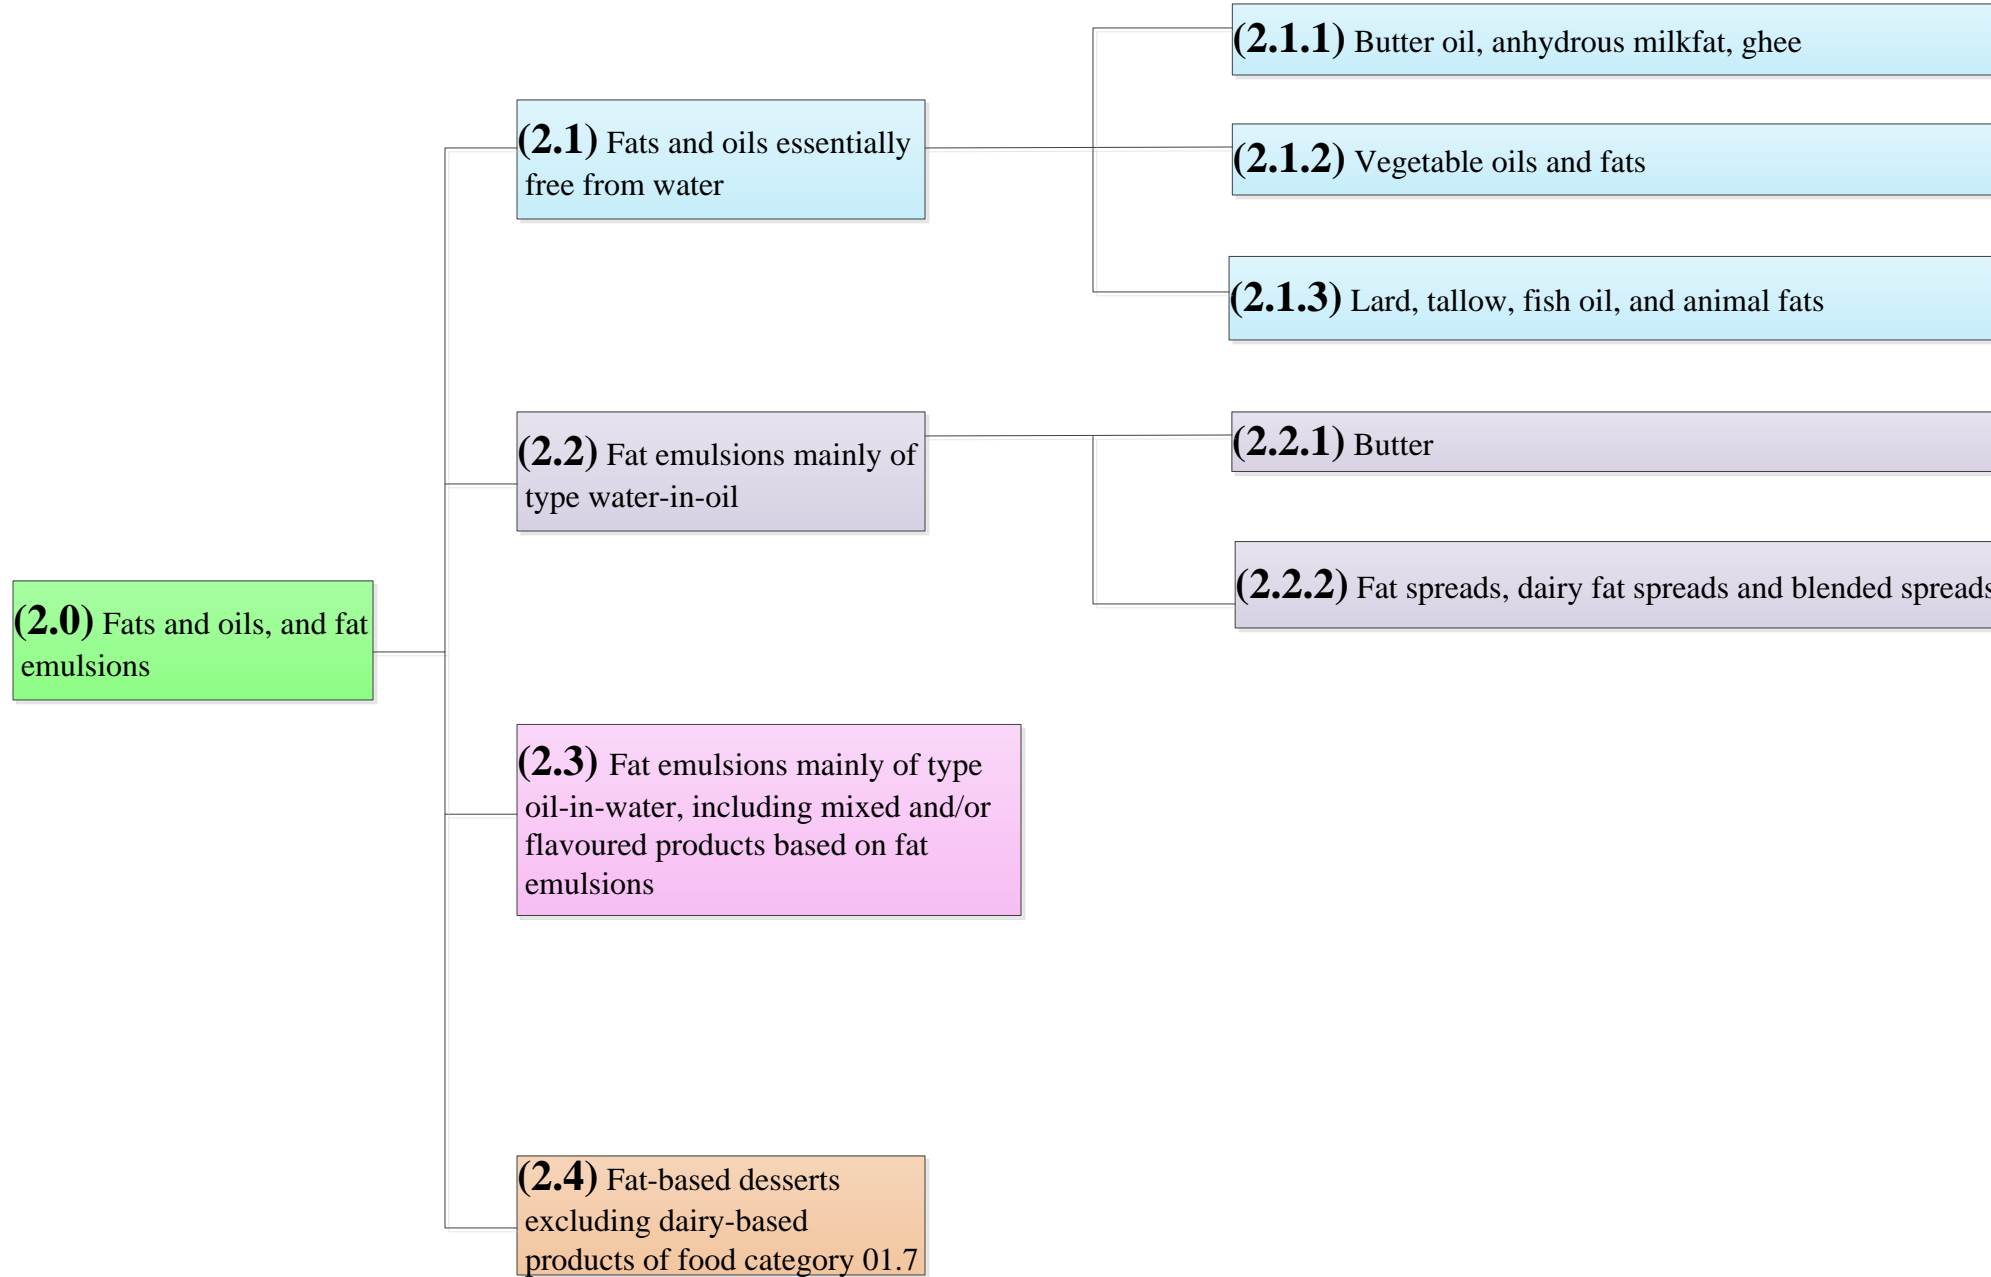 (2.0) Fats and oils, and fat
emulsions
(2.1) Fats and oils essentially
free from water
(2.1.1) Butter oil, anhydrous milkfat, ghee
(2.1.2) Vegetable oils and fats
(2.1.3) Lard, tallow, fish oil, and animal fats
(2.2) Fat emulsions mainly of
type water-in-oil
(2.2.1) Butter
(2.2.2) Fat spreads, dairy fat spreads and blended spreads
(2.3) Fat emulsions mainly of type
oil-in-water, including mixed and/or
flavoured products based on fat
emulsions
(2.4) Fat-based desserts
excluding dairy-based
products of food category 01.7